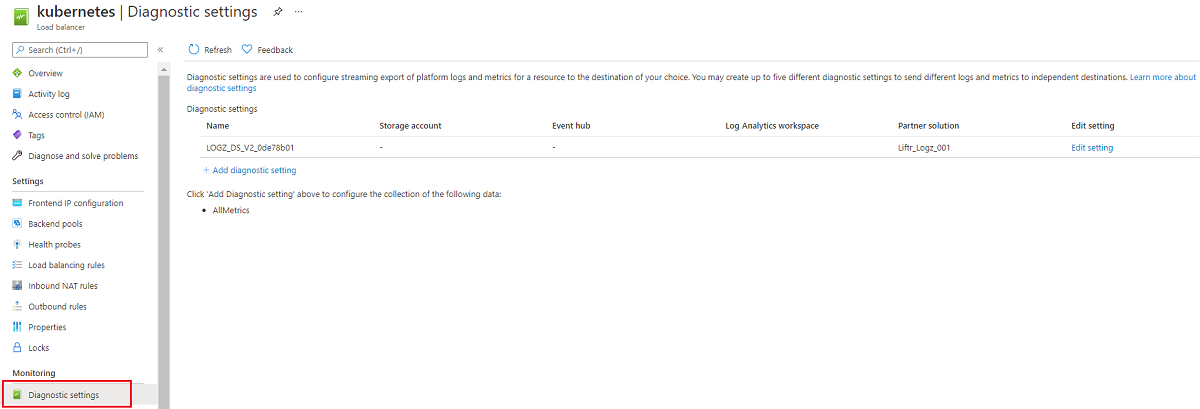 kubernetes | Diagnostic settings
Load balancer
Search (Ctrl+/)
Overview
Activity log
Access control (IAM)
Tags
Diagnose and solve problems
Settings
Frontend IP configuration
Backend pools
Health probes
Load balancing rules
Inbound NAT rules
Outbound rules
Properties
Locks
Monitoring
Diagnostic settings
Refresh Feedback
Diagnostic settings are used to configure streaming export of platform logs and metrics for a resource to the destination of your choice. You may create up to five different diagnostic settings to send different logs and metrics to independent destinations. Learn more about
diagnostic settings
Diagnostic settings
Name Storage account Event hub Log Analytics workspace Partner solution Edit setting
LOGZ_DS_V2_0de78b01 - - Liftr_Logz_001 Edit setting
+ Add diagnostic setting
Click 'Add Diagnostic setting' above to configure the collection of the following data:
• AllMetrics